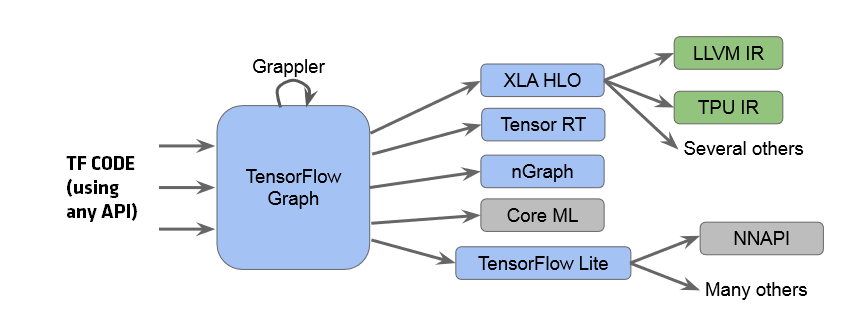 Grappler
TF CODE
(using
any API)
TensorFlow
Graph
XLA HLO
Tensor RT
nGraph
Core ML
TensorFlow Lite
LLVM IR
TPU IR
Several others
NNAPI
Many others